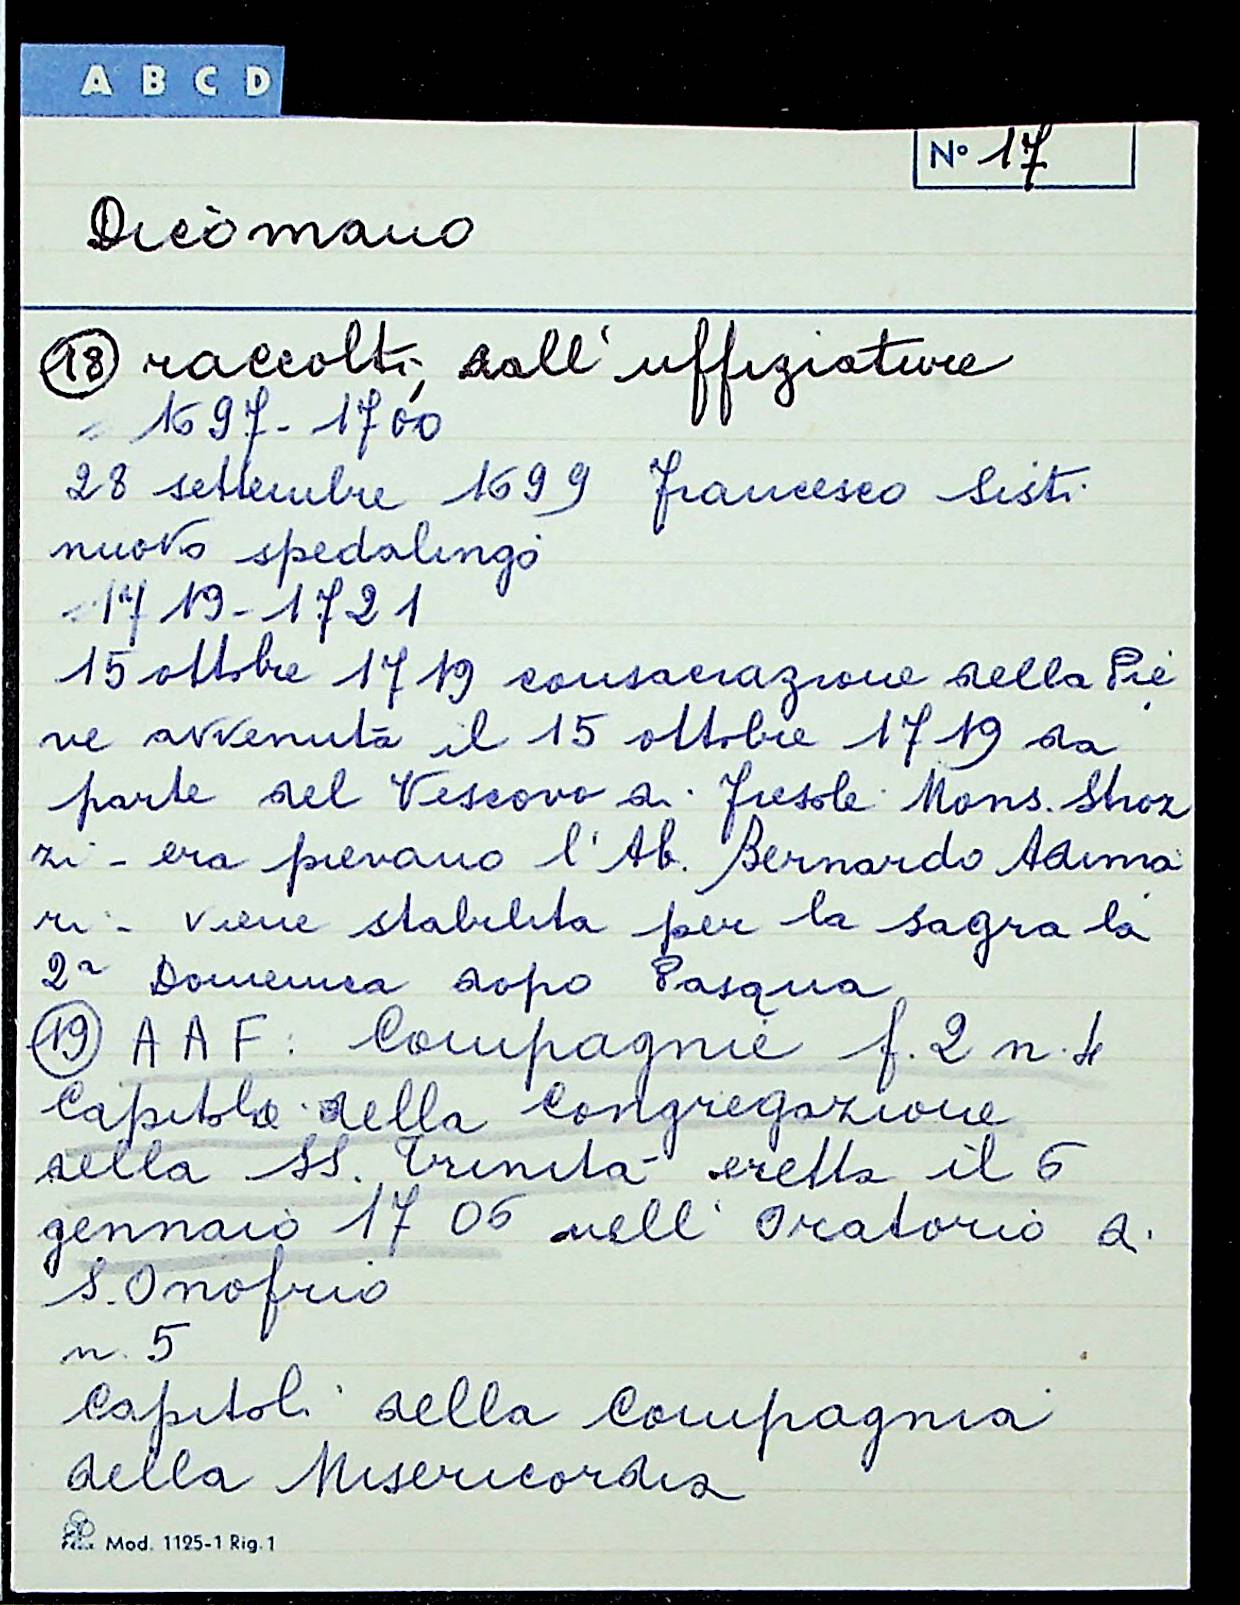 A B C D
N° 17
Dicomano
18 raccolti, dall'uffiziature
- 1697-1700
28 settembre 1699 Francesco Sisti
nuovo spedalingo
- 1719-1721
15 ottobre 1719 consacrazione della Pie
ve avvenuta il 15 ottobre 1719 da
parte del Vescovo di Fiesole Mons. Stroz
zi - era pievano l'Ab. Bernardo Adima
ri - viene stabilita per la sagra la
2a Domenica dopo Pasqua
19 AAF: Compagnie f. 2 n. 4
Capitolo della Congregazione
della SS. Trinità eretta il 6
gennaio 1706 nell'Oratorio di
S. Onofrio
n. 5
Capitoli della Compagnia
della Misericordia
Mod. 1125-1 Rig. 1